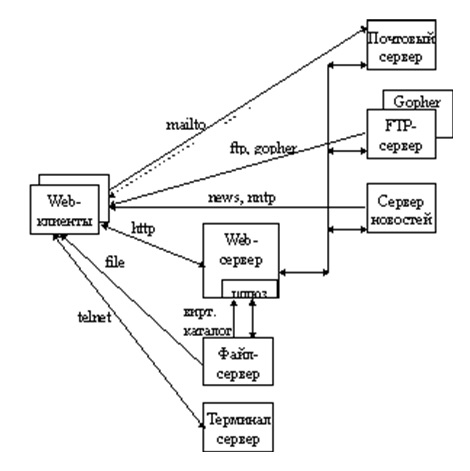 Почтовый
сервер
Gopher
FTP-
сервер
mailto
ftp, gopher
Web-
клиенты
news, nntp
Сервер
новостей
http
Web-
сервер
шлюз
file
вирт.
каталог
telnet
Файл-
сервер
Терминал
сервер